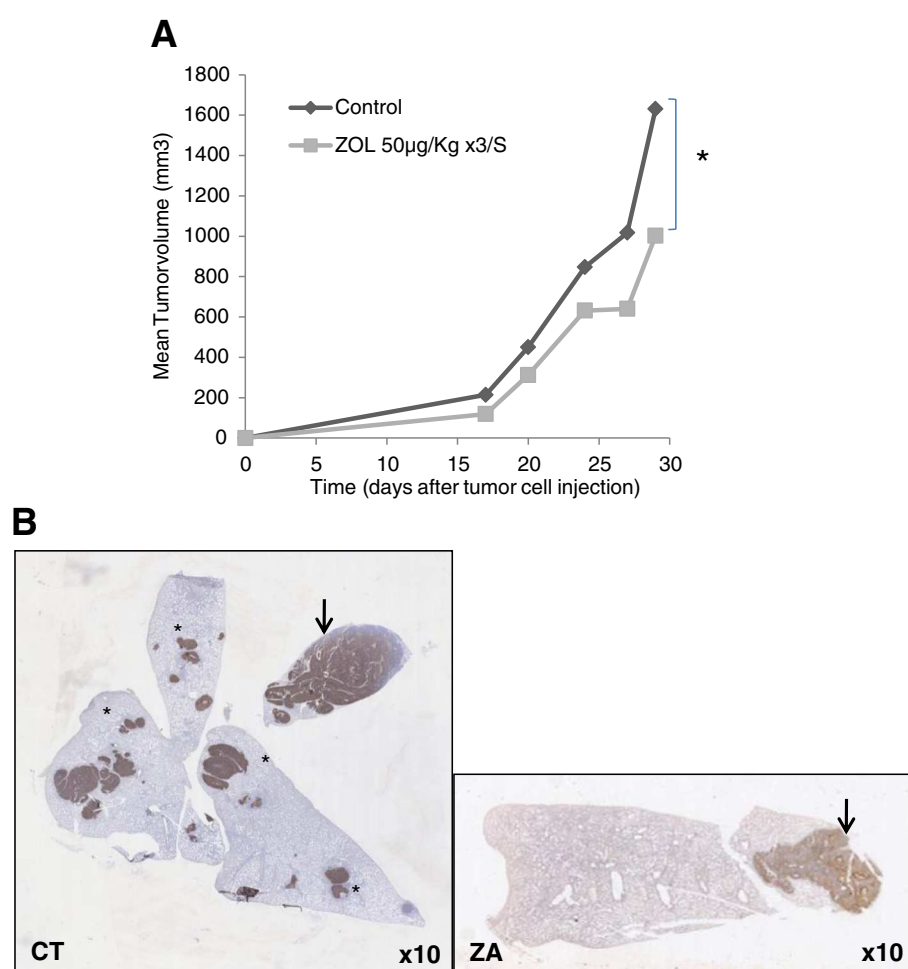 A
1800
1600
1400
1200
1000
800
600
400
200
0
Mean Tumorvolume (mm3)
Control
ZOL 50µg/Kg x3/S
*
0 5 10 15 20 25 30
Time (days after tumor cell injection)
B
*
*
*
*
CT
x10
ZA
x10